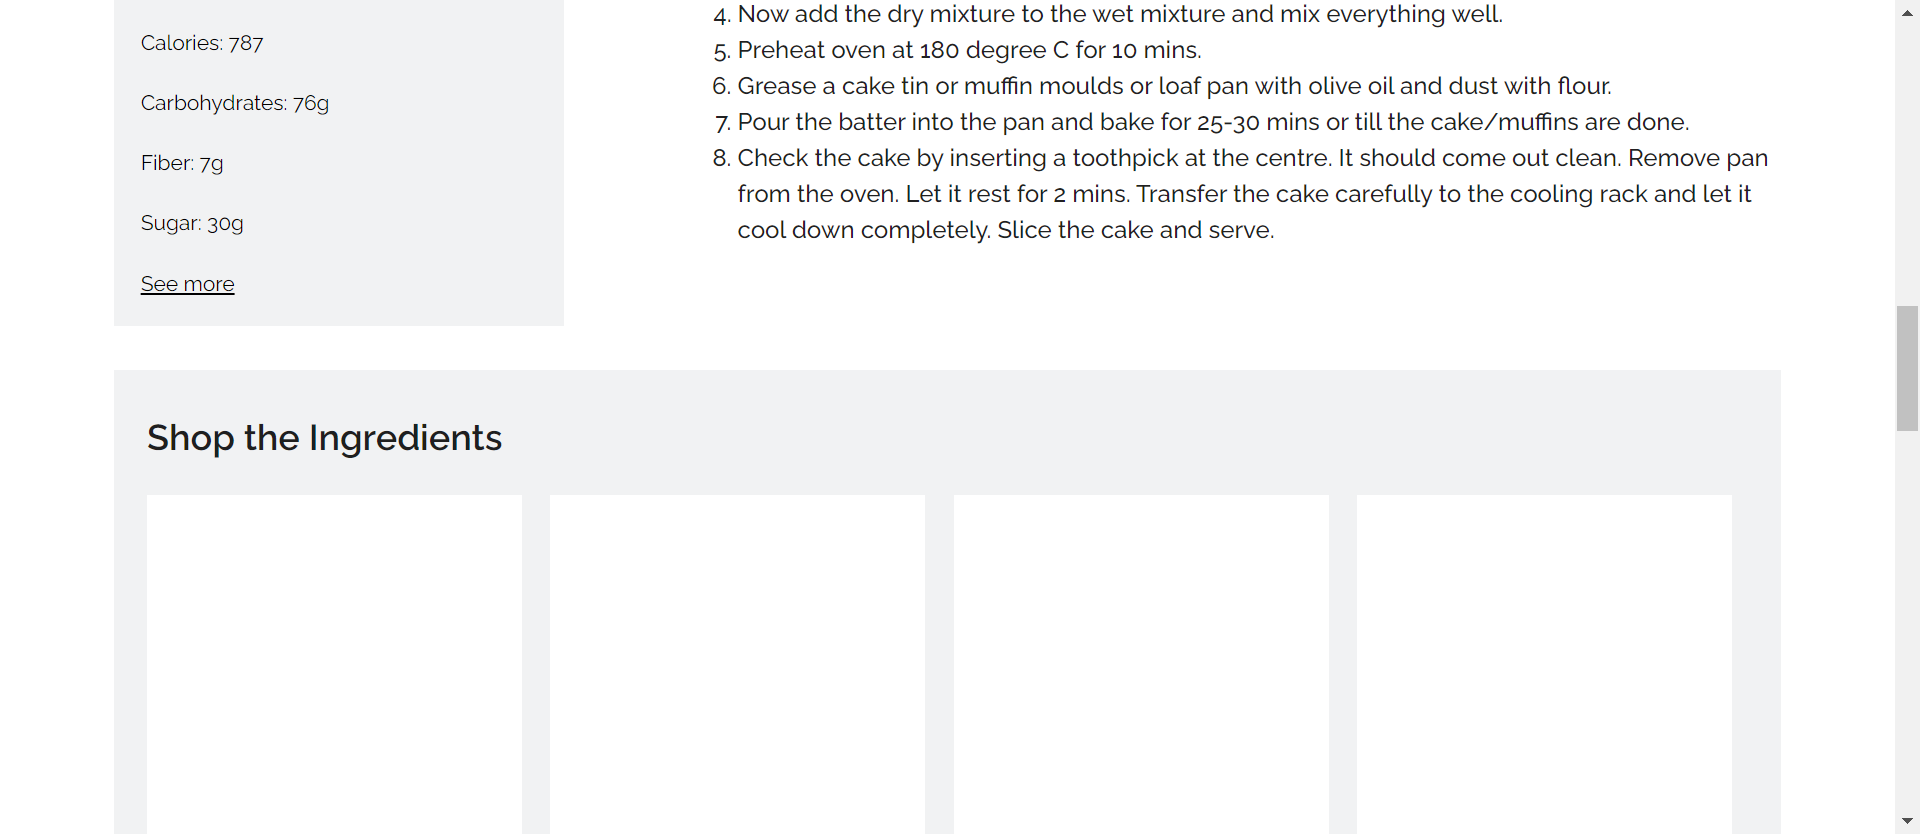 Calories: 787
Carbohydrates: 76g
Fiber: 7g
Sugar: 30g
See more
4. Now add the dry mixture to the wet mixture and mix everything well.
5. Preheat oven at 180 degree C for 10 mins.
6. Grease a cake tin or muffin moulds or loaf pan with olive oil and dust with flour.
7. Pour the batter into the pan and bake for 25-30 mins or till the cake/muffins are done.
8. Check the cake by inserting a toothpick at the centre. It should come out clean. Remove pan
from the oven. Let it rest for 2 mins. Transfer the cake carefully to the cooling rack and let it
cool down completely. Slice the cake and serve.
Shop the Ingredients